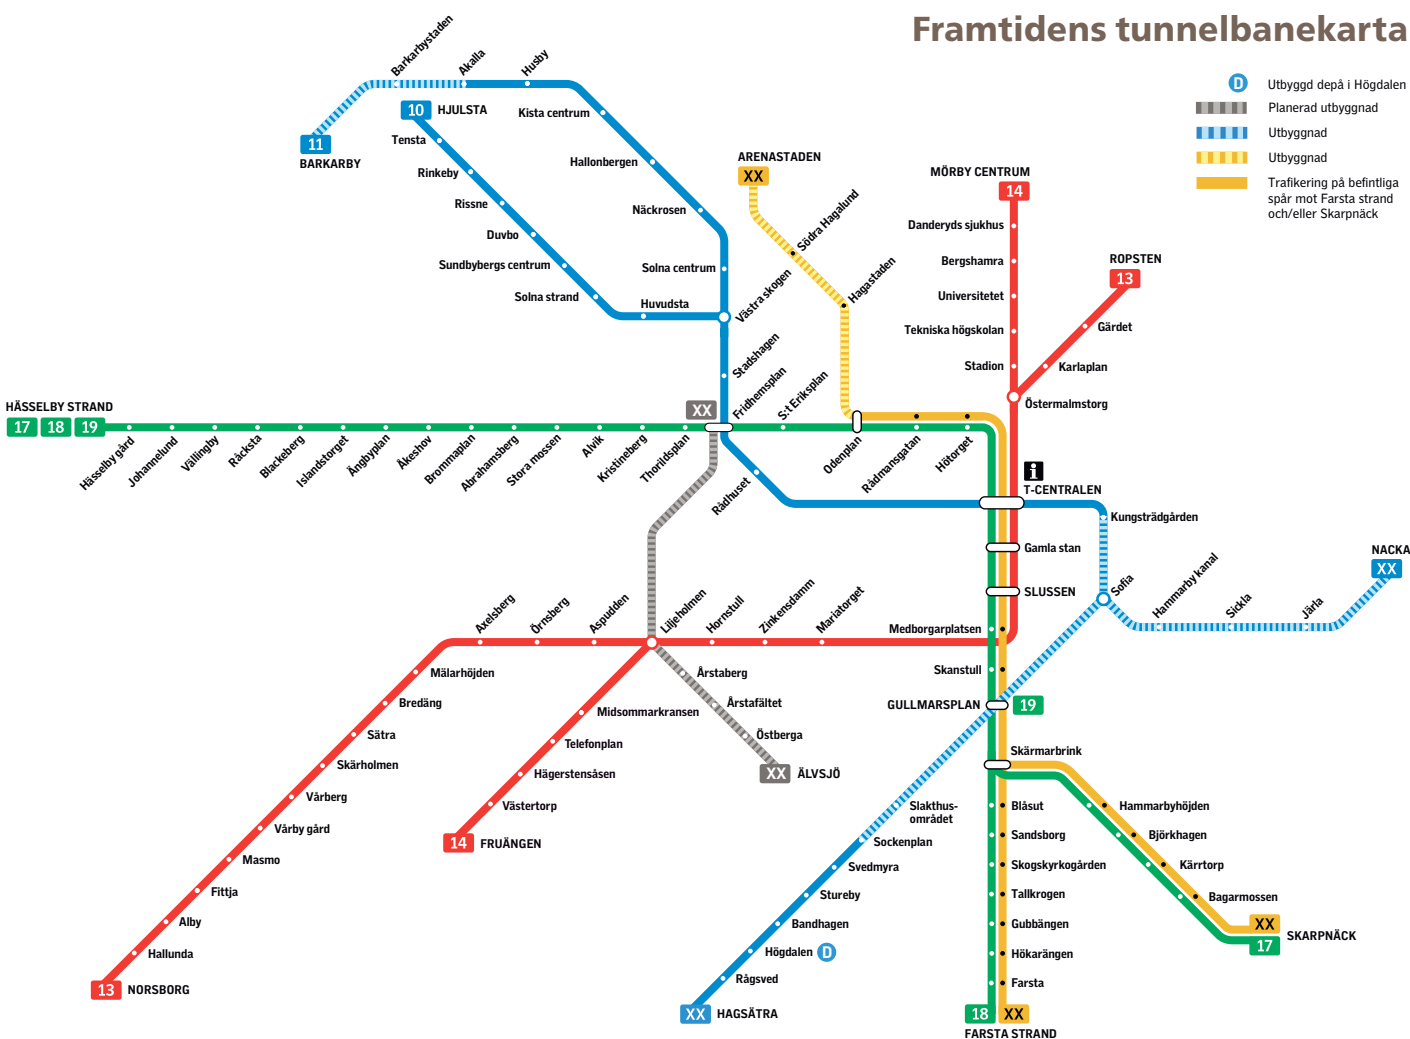 Framtidens tunnelbanekarta
D
Utbyggd depå i Högdalen
Planerad utbyggnad
Utbyggnad
Utbyggnad
Trafikering på befintliga
spår mot Farsta strand
och/eller Skarpnäck
Barkarbystaden
Akalla
Husby
10 HJULSTA
Kista centrum
11
BARKARBY
Tensta
Rinkeby
Rissne
Duvbo
Sundbybergs centrum
Solna strand
Huvudsta
Hallonbergen
Näckrosen
Solna centrum
Västra skogen
Stadshagen
Fridhemsplan
ARENASTADEN
XX
Södra Hagalund
Hagastaden
MÖRBY CENTRUM
14
Danderyds sjukhus
Bergshamra
Universitetet
Tekniska högskolan
Stadion
ROPSTEN
13
Gärdet
Karlaplan
Östermalmstorg
HÄSSELBY STRAND
17 18 19
Hässelby gård
Johannelund
Vällingby
Råcksta
Blackeberg
Islandstorget
Ängbyplan
Åkeshov
Brommaplan
Abrahamsberg
Stora mossen
Alvik
Kristineberg
Thorildsplan
XX
S:t Eriksplan
Odenplan
Rådmansgatan
Hötorget
Rådhuset
i
T-CENTRALEN
Kungsträdgården
Gamla stan
SLUSSEN
Sofia
Hammarby kanal
Sickla
Järla
NACKA
XX
Axelsberg
Örnsberg
Aspudden
Liljeholmen
Hornstull
Zinkensdamm
Mariatorget
Medborgarplatsen
Skanstull
GULLMARSPLAN
19
Mälarhöjden
Bredäng
Sätra
Skärholmen
Vårberg
Vårby gård
Masmo
Fittja
Alby
Hallunda
13 NORSBORG
Midsommarkransen
Telefonplan
Hägerstensåsen
Västertorp
14 FRUÄNGEN
Årstaberg
Årstafältet
Östberga
XX ÄLVSJÖ
Skärmarbrink
Slakthus-
området
Sockenplan
Svedmyra
Stureby
Bandhagen
Högdalen D
Rågsved
XX HAGSÄTRA
Blåsut
Sandsborg
Skogskyrkogården
Tallkrogen
Gubbängen
Hökarängen
Farsta
18 XX
FARSTA STRAND
Hammarbyhöjden
Björkhagen
Kärrtorp
Bagarmossen
XX
17
SKARPNÄCK